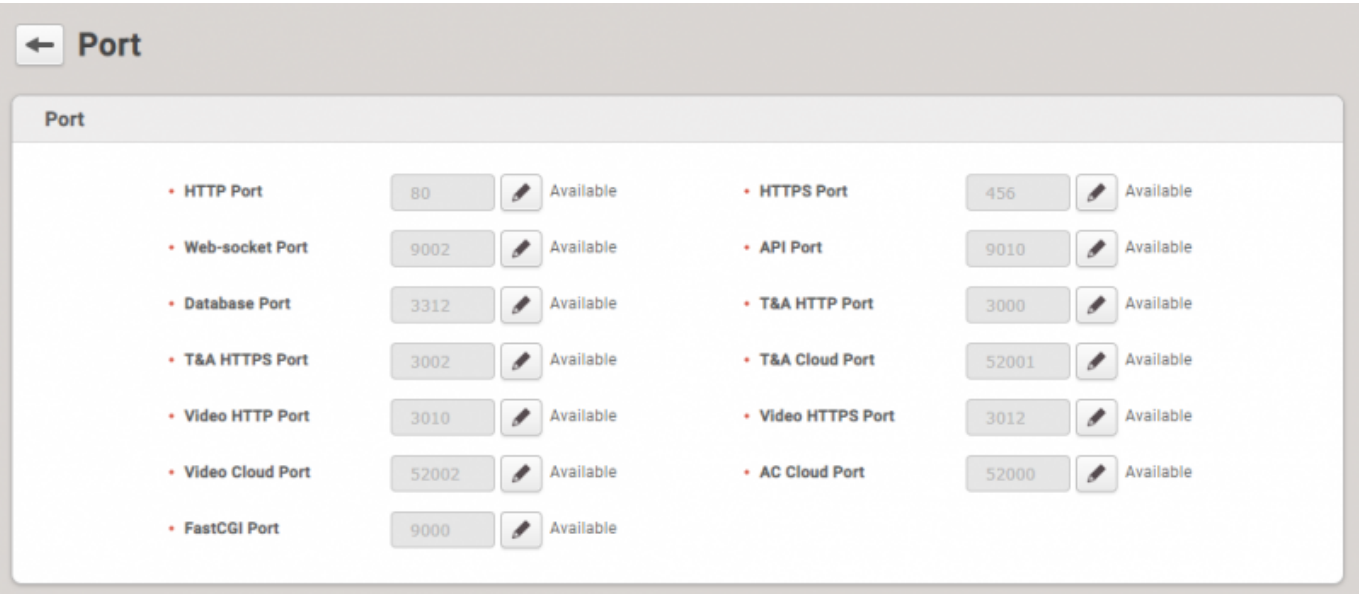 Port
Port
• HTTP Port 80 Available • HTTPS Port 456 Available
• Web-socket Port 9002 Available • API Port 9010 Available
• Database Port 3312 Available • T&A HTTP Port 3000 Available
• T&A HTTPS Port 3002 Available • T&A Cloud Port 52001 Available
• Video HTTP Port 3010 Available • Video HTTPS Port 3012 Available
• Video Cloud Port 52002 Available • AC Cloud Port 52000 Available
• FastCGI Port 9000 Available